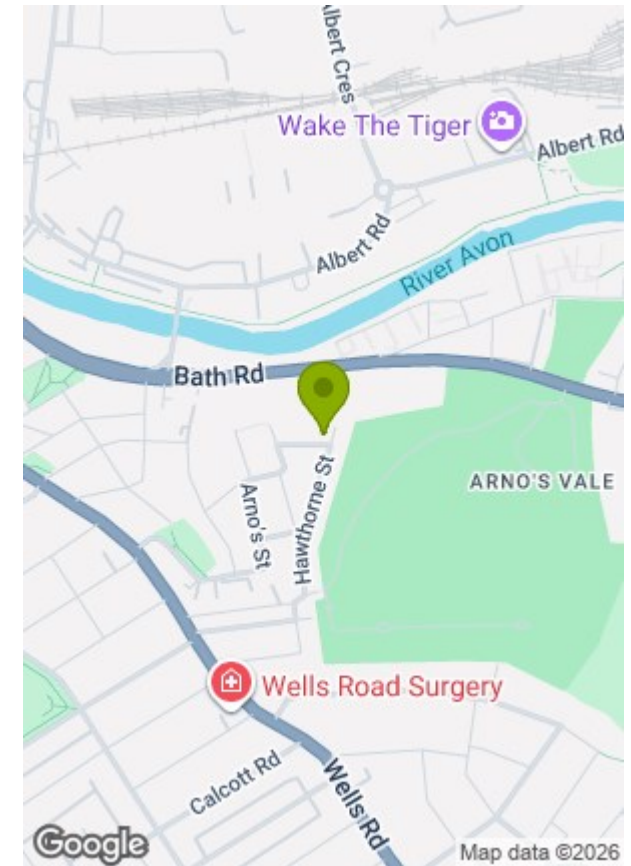 Albert Cres
Wake The Tiger
Albert Rd
Albert Rd
River Avon
Bath Rd
ARNO'S VALE
Hawthorne St
Arno's St
Wells Road Surgery
Calcott Rd
Wells Rd
Google
Map data ©2026